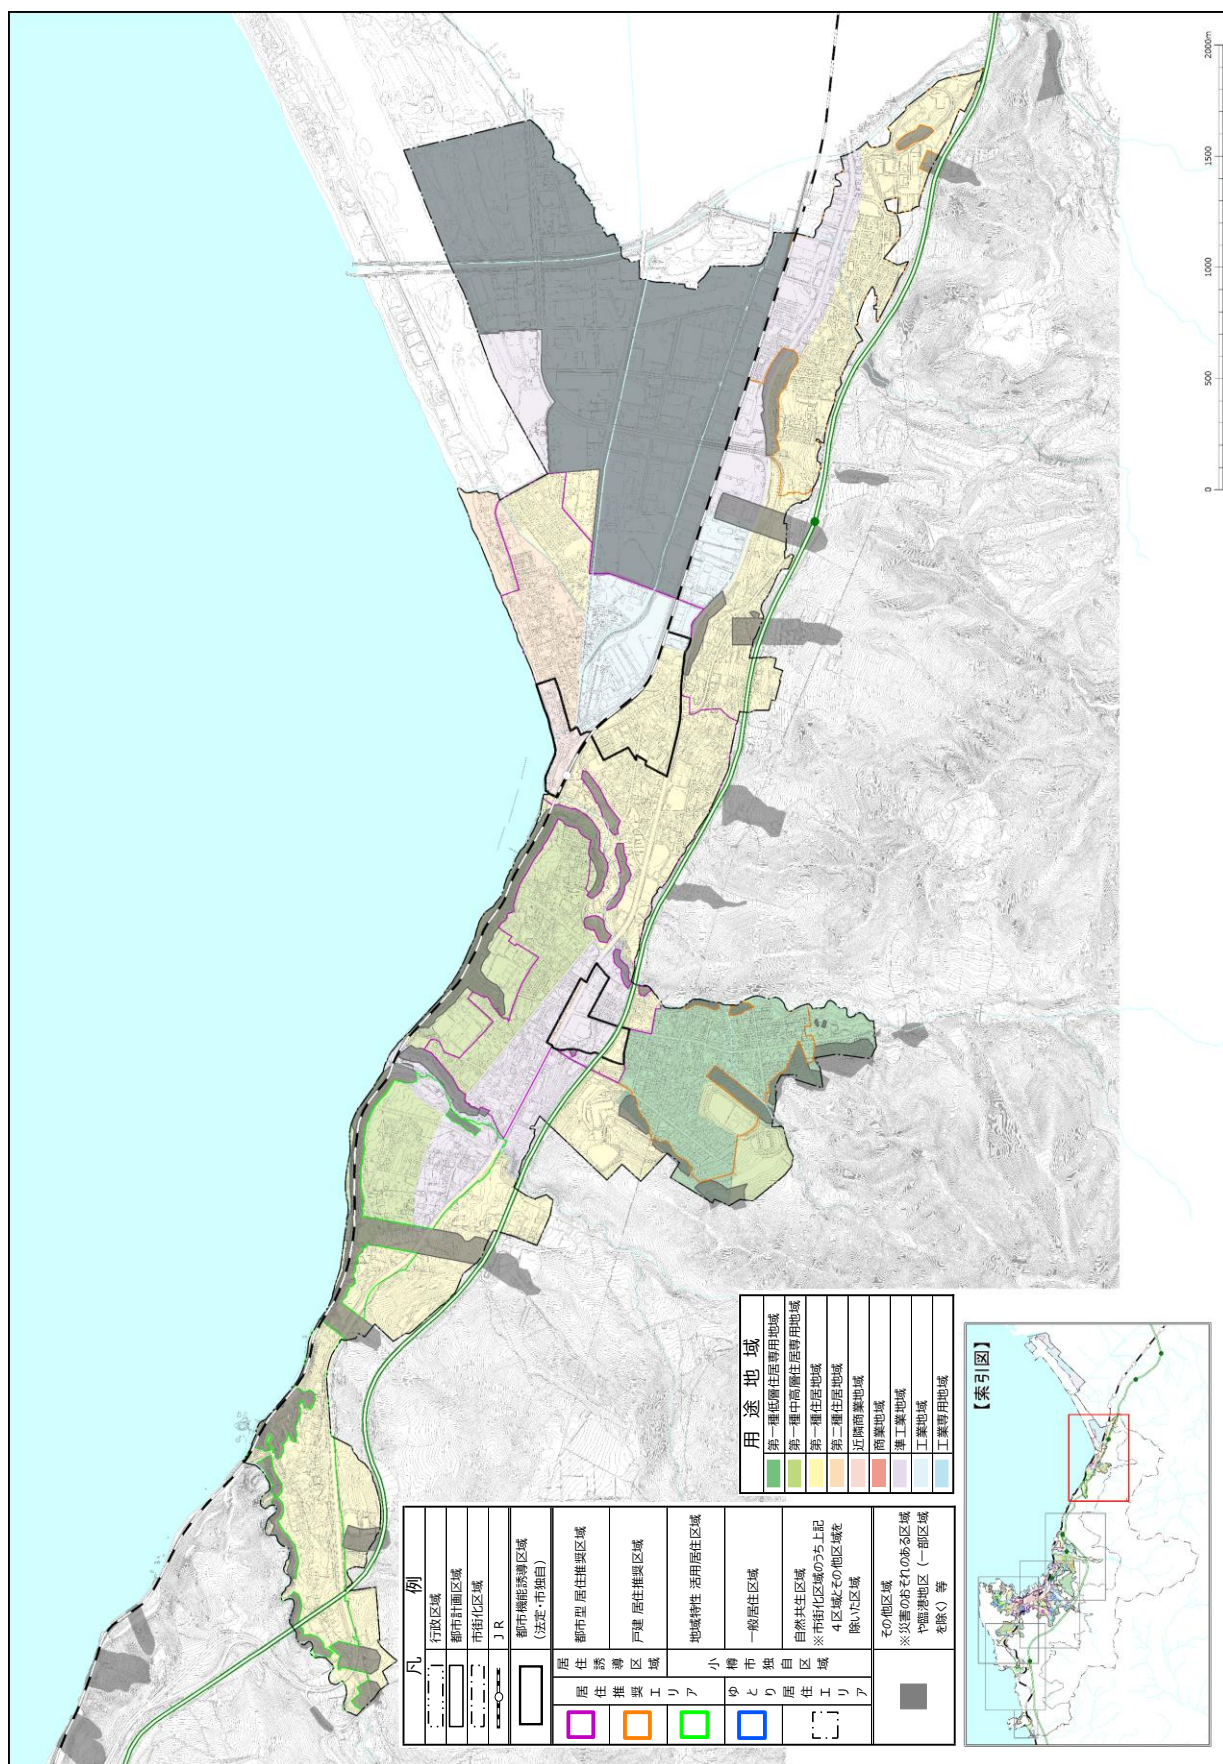 2000m
1500
1000
500
0
用途地域
第一種低層住居専用地域
第一種中高層住居専用地域
第一種住居地域
第二種住居地域
近隣商業地域
商業地域
準工業地域
工業地域
工業専用地域
凡例
行政区域
都市計画区域
市街化区域
JR
都市機能誘導区域
(法定・市独自)
居住推奨エリア
居住誘導区域
都市型 居住推奨区域
戸建 居住推奨区域
小樽市独自区域
地域特性 活用居住区域
ゆとり居住エリア
一般居住区域
自然共生区域
※市街化区域のうち上記
4区域とその他区域を
除いた区域
その他区域
※災害のおそれのある区域
や臨港地区(一部区域
を除く)等
【索引図】